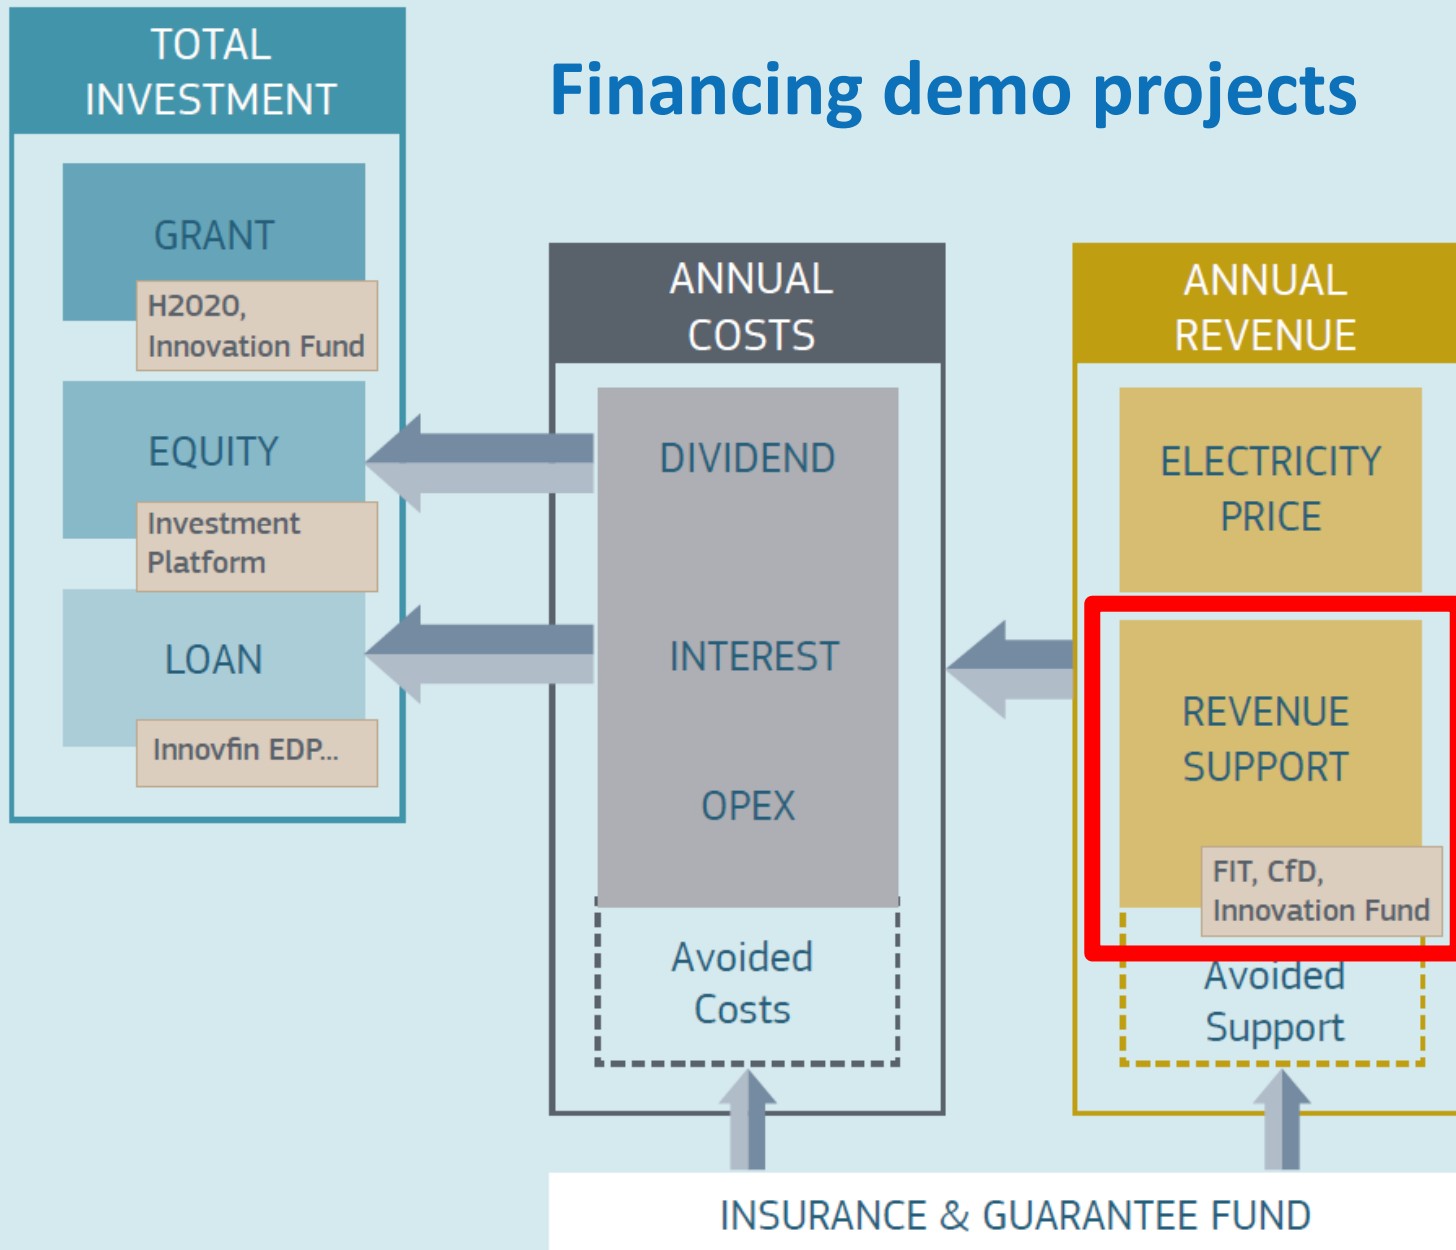 Financing demo projects
TOTAL
INVESTMENT
GRANT
H2020,
Innovation Fund
EQUITY
Investment
Platform
LOAN
Innovfin EDP...
ANNUAL
COSTS
DIVIDEND
INTEREST
OPEX
Avoided
Costs
ANNUAL
REVENUE
ELECTRICITY
PRICE
REVENUE
SUPPORT
FIT, CfD,
Innovation Fund
Avoided
Support
INSURANCE & GUARANTEE FUND